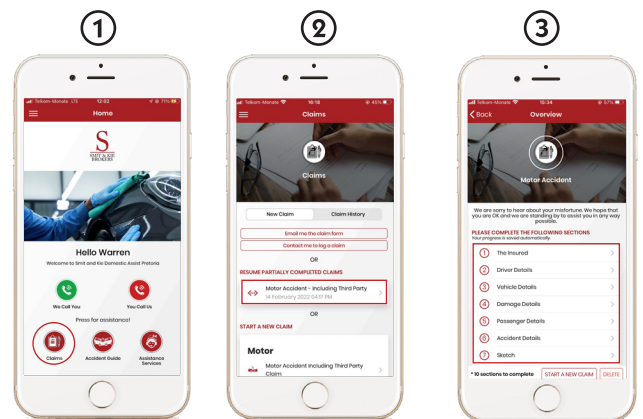 1
2
3
Telkom-Monate LTE 12:02 71%
Home
S
SMIT & KIE
BROKERS
Hello Warren
Welcome to Smit and Kie Domestic Assist Pretoria
We Call You
You Call Us
Press for assistance!
Claims
Accident Guide
Assistance
Services
Telkom-Monate 16:18 45%
Claims
Claims
New Claim
Claim History
Email me the claim form
Contact me to log a claim
OR
RESUME PARTIALLY COMPLETED CLAIMS
Motor Accident - Including Third Party
14 February 2022 04:17 PM
OR
START A NEW CLAIM
Motor
Motor Accident Including Third Party
Claim
Telkom-Monate 15:34 57%
Back
Overview
Motor Accident
We are sorry to hear about your misfortune. We hope that
you are OK and we are standing by to assist you in any way
possible.
PLEASE COMPLETE THE FOLLOWING SECTIONS
Your progress is saved automatically.
1 The Insured
2 Driver Details
3 Vehicle Details
4 Damage Details
5 Passenger Details
6 Accident Details
7 Sketch
* 10 sections to complete
START A NEW CLAIM
DELETE